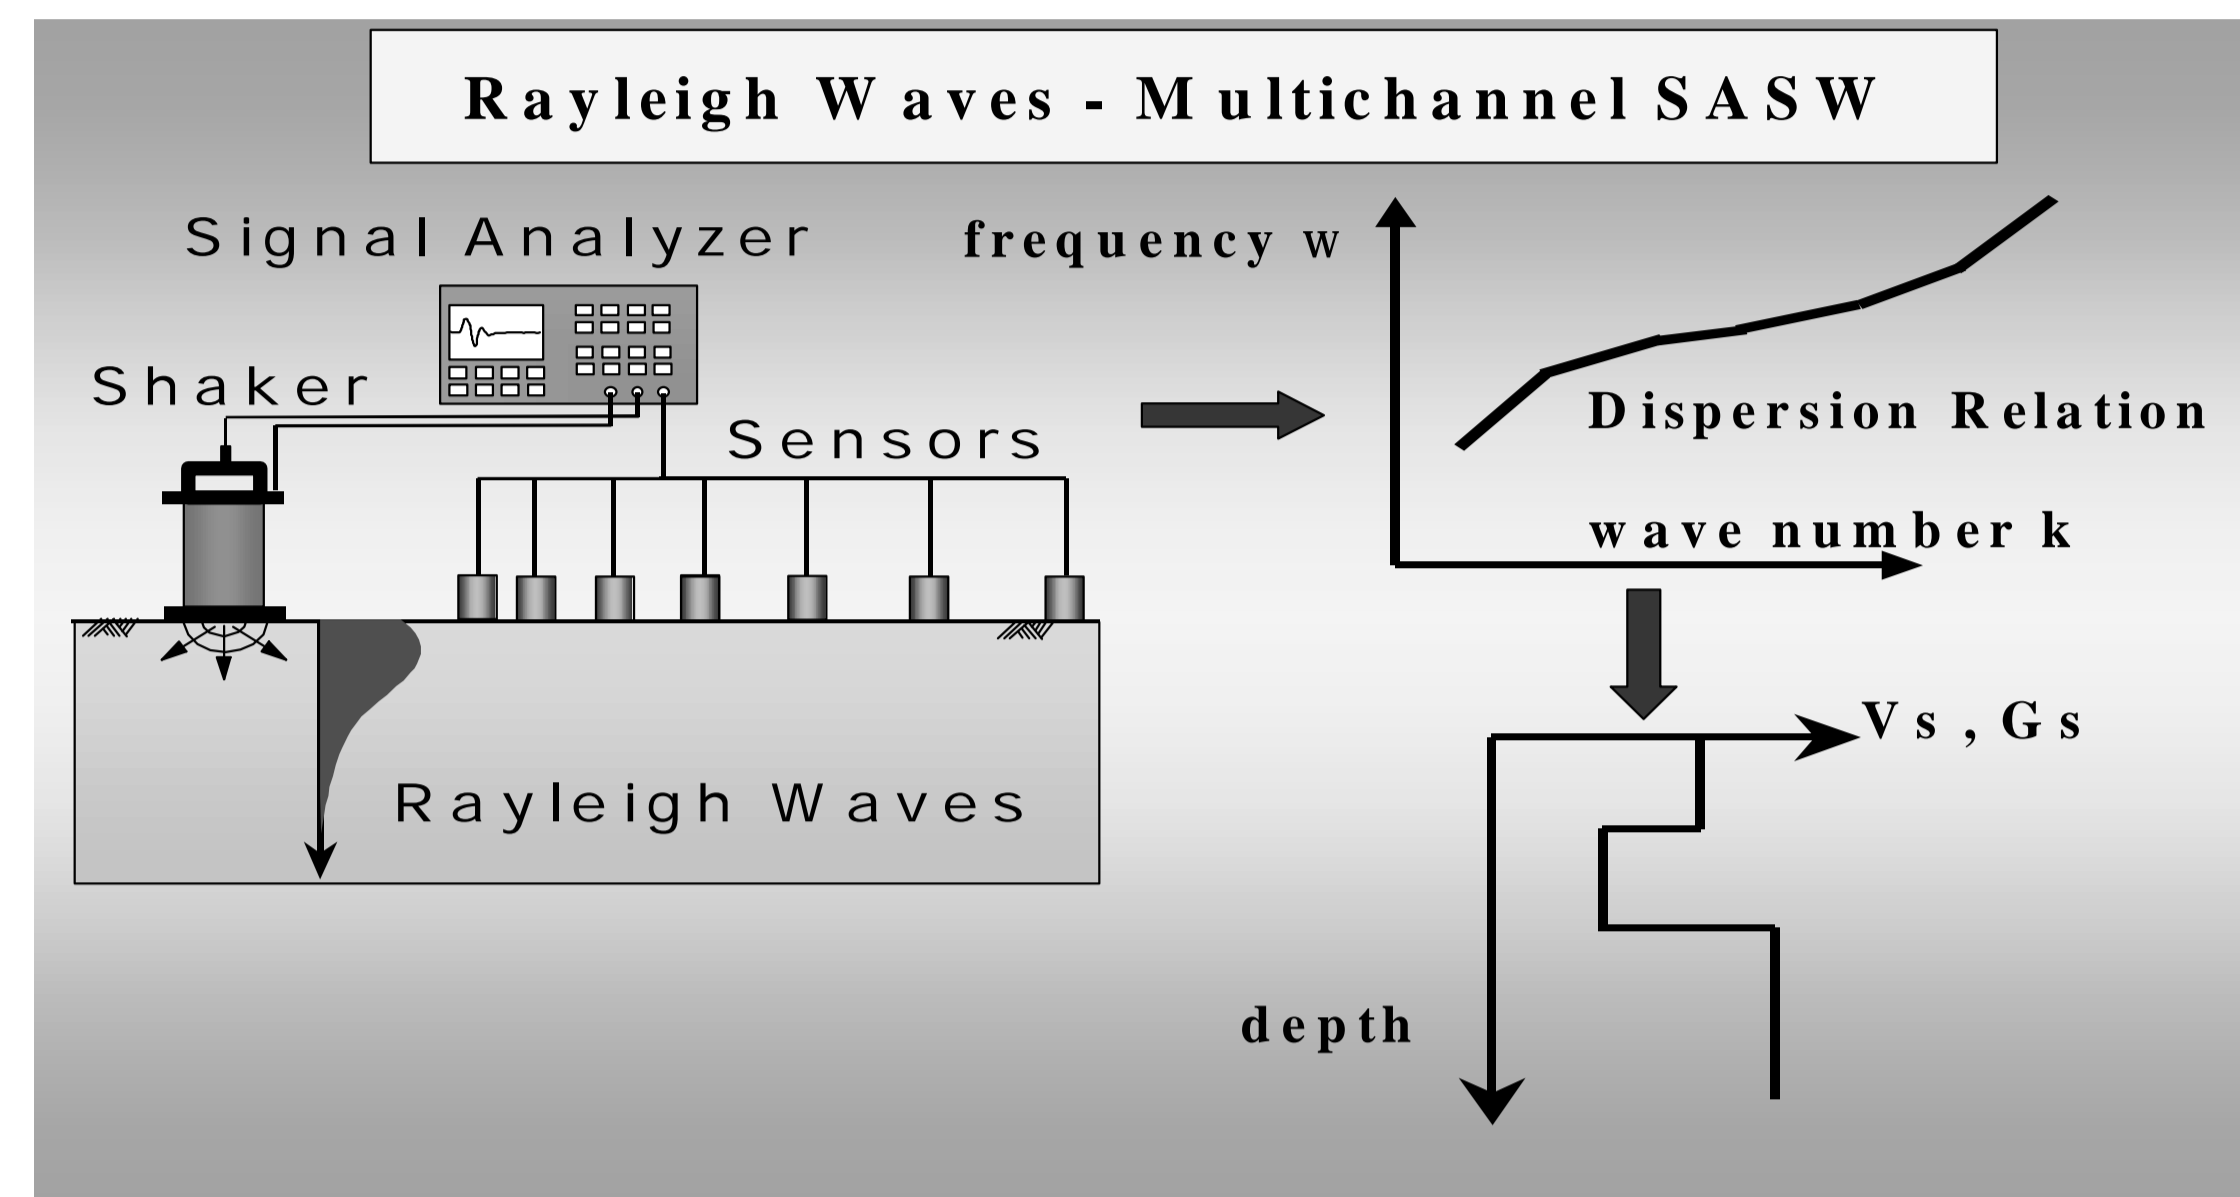 Rayleigh Waves - Multichannel SASW
Signal Analyzer
Shaker
Sensors
Rayleigh Waves
frequency w
Dispersion Relation
wave number k
Vs, Gs
depth